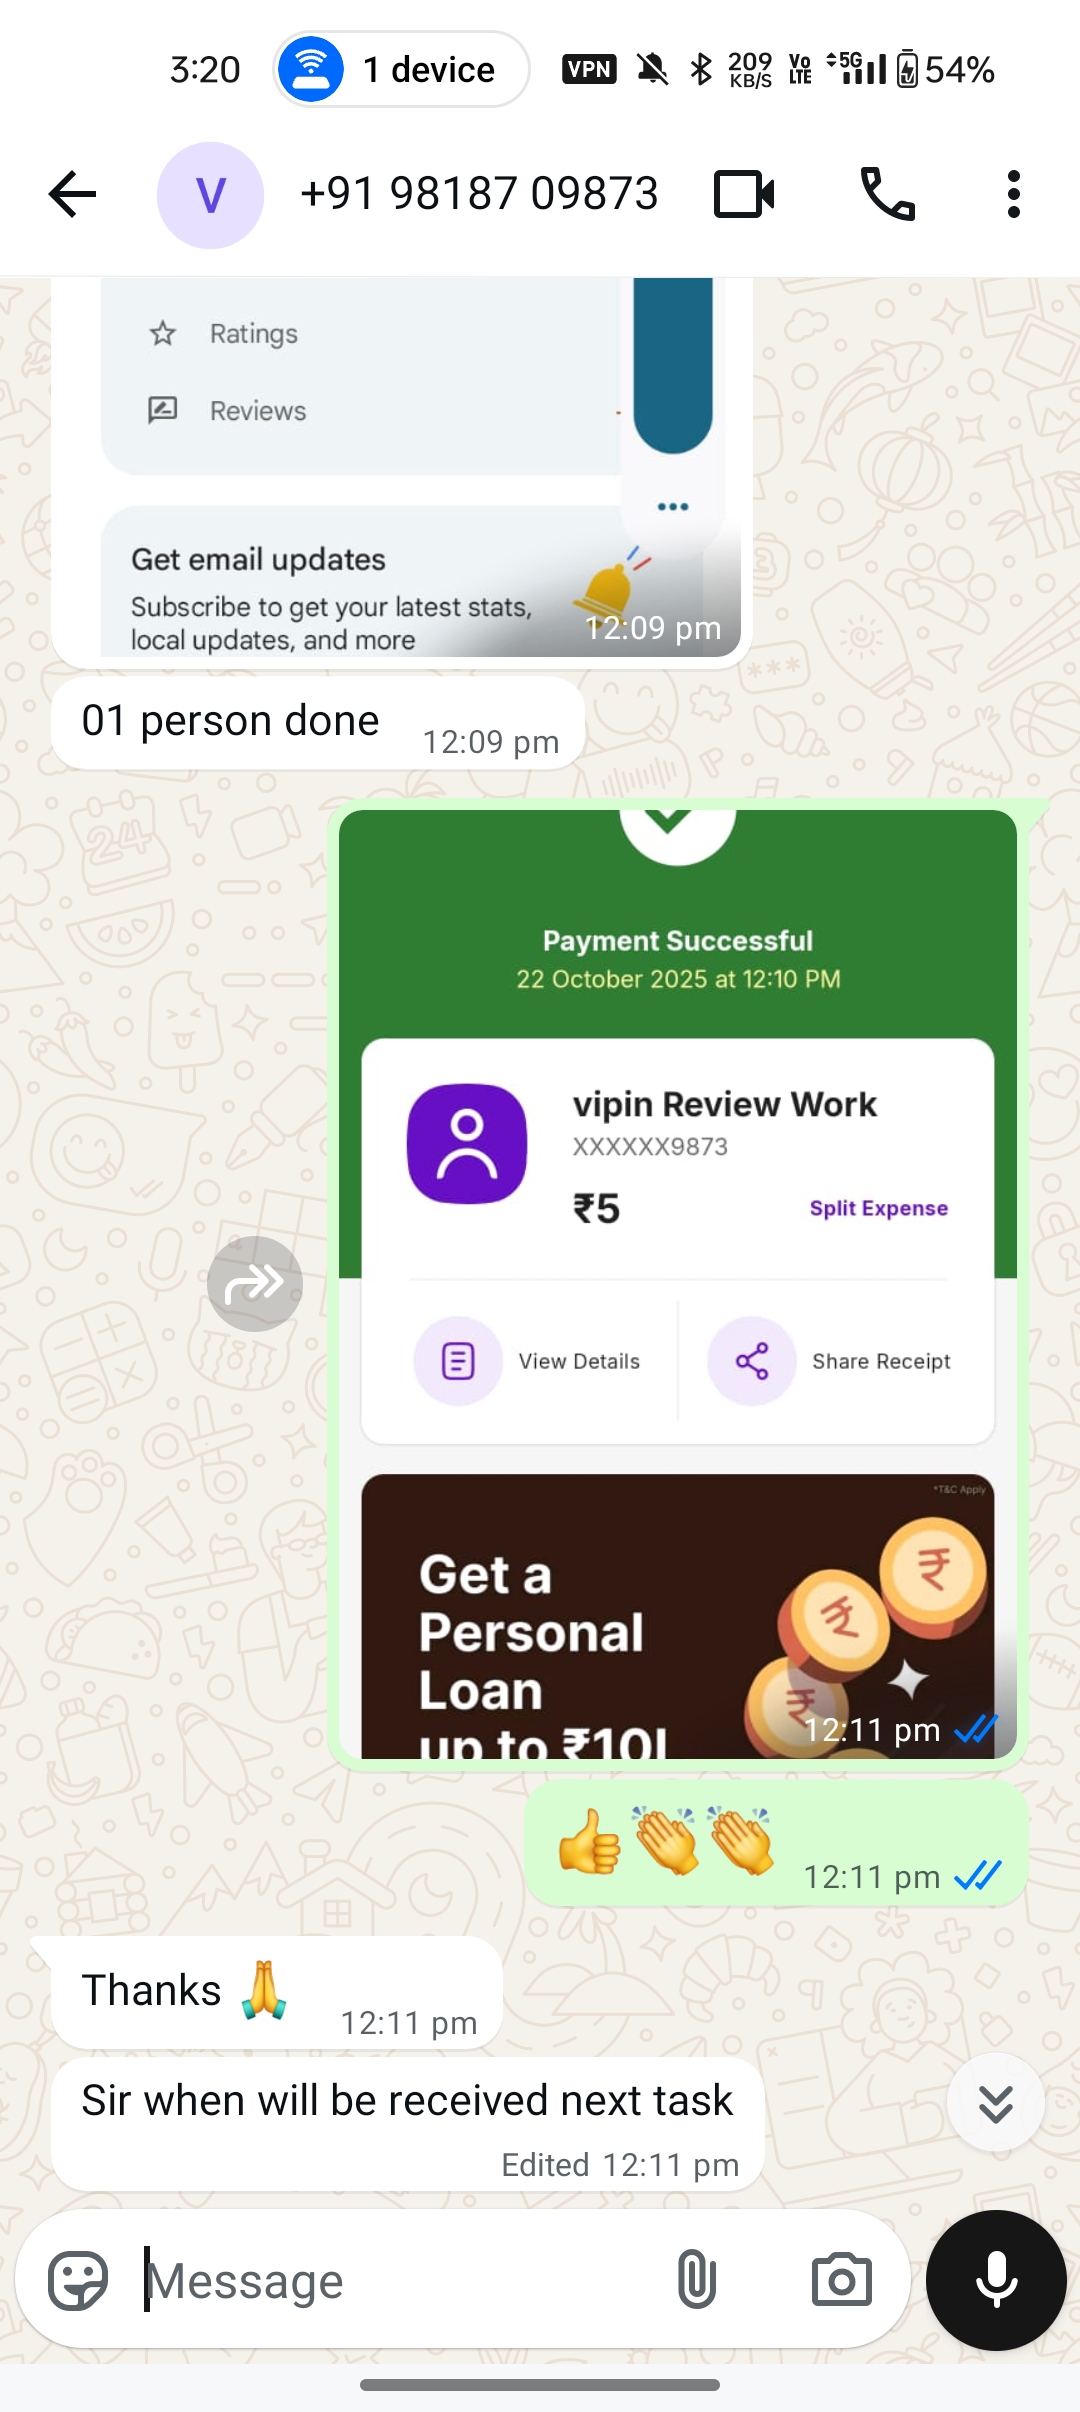 3:20
1 device
VPN
209
KB/S
Vo
LTE
5G
54%
V
+91 98187 09873
Ratings
Reviews
Get email updates
Subscribe to get your latest stats,
local updates, and more
12:09 pm
01 person done
12:09 pm
Payment Successful
22 October 2025 at 12:10 PM
vipin Review Work
XXXXXX9873
₹5
Split Expense
View Details
Share Receipt
*T&C Apply
Get a
Personal
Loan
up to ₹10L
12:11 pm
👍👏👏
12:11 pm
Thanks 🙏
12:11 pm
Sir when will be received next task
Edited 12:11 pm
Message